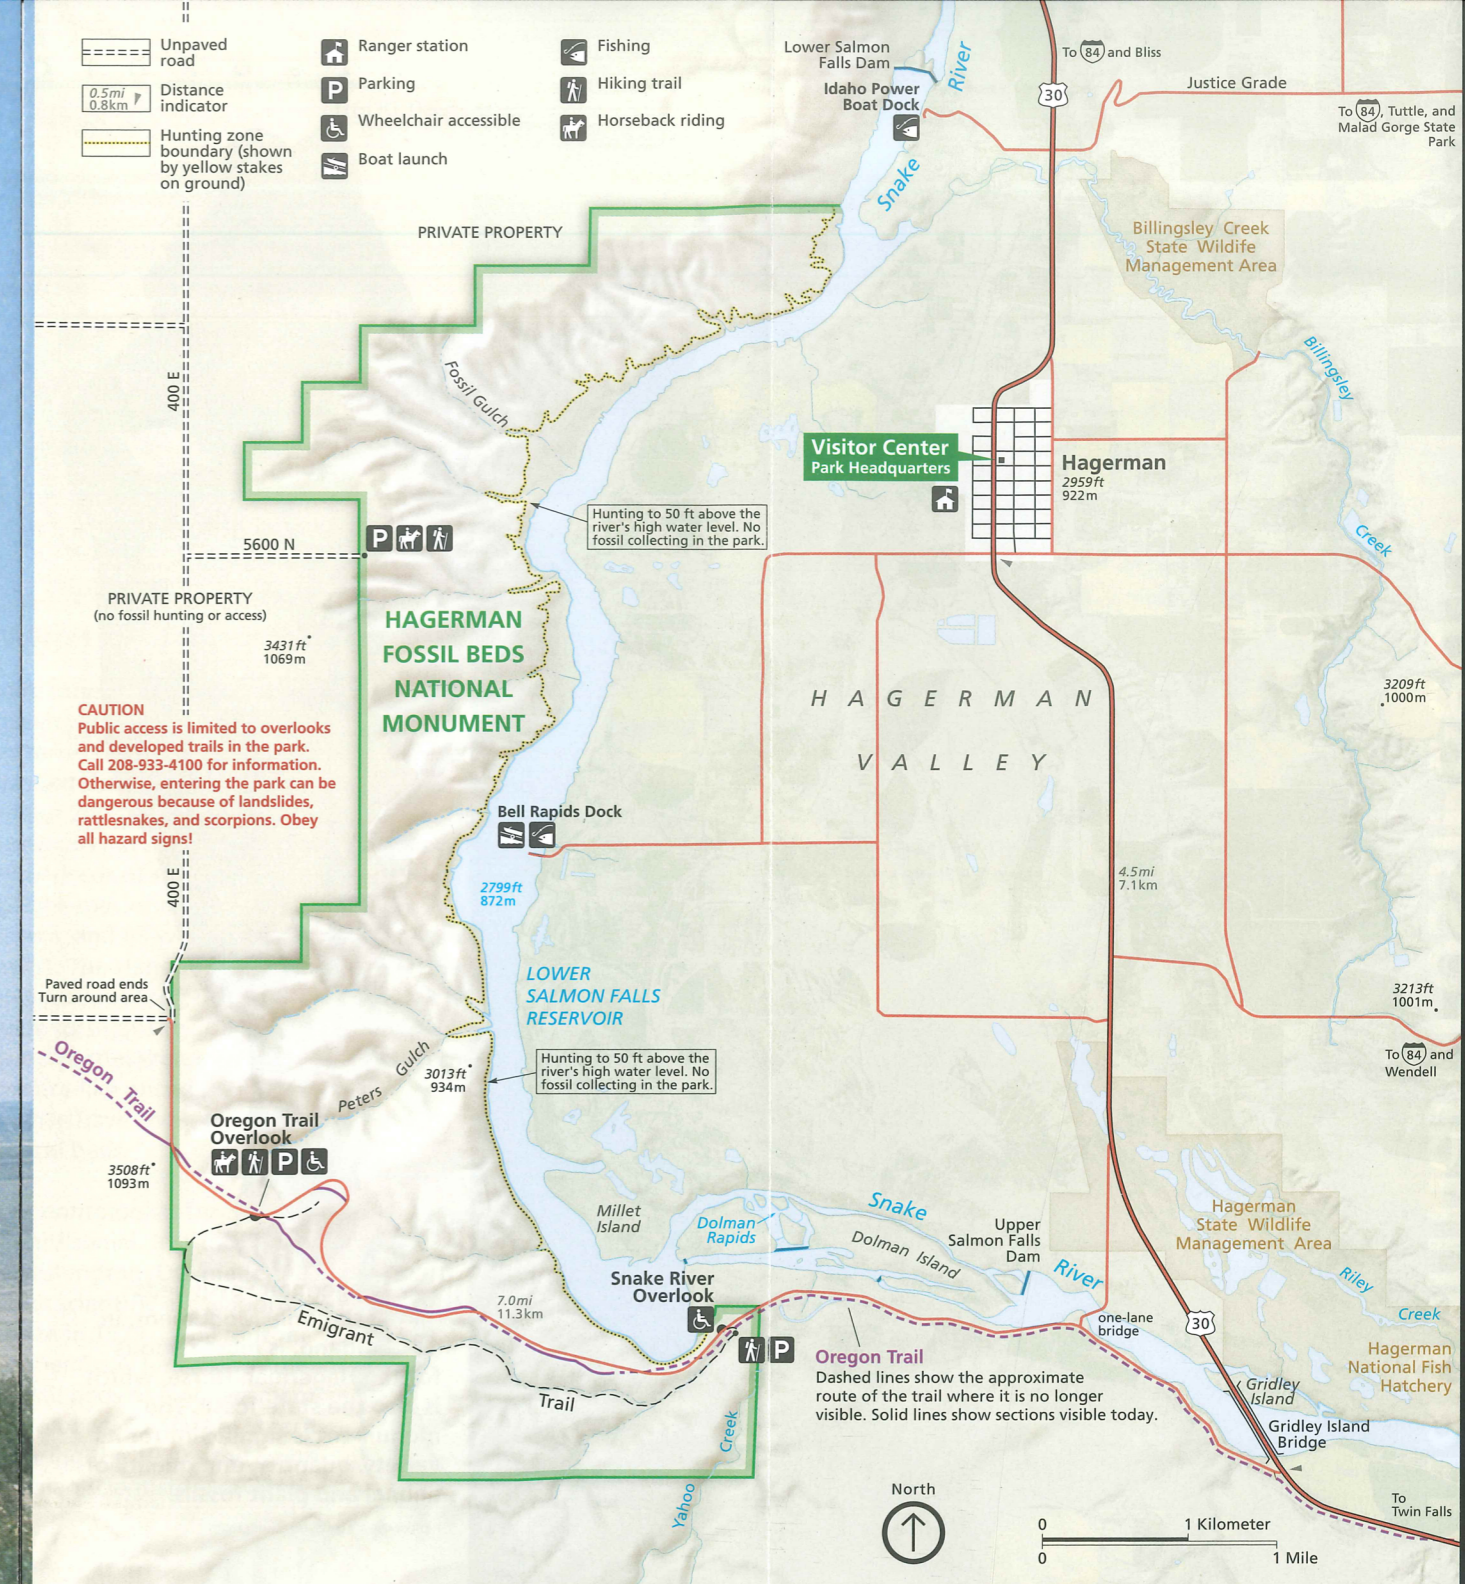 Unpaved
road
0.5mi
0.8km
Distance
indicator
Hunting zone
boundary (shown
by yellow stakes
on ground)
Ranger station
Parking
Wheelchair accessible
Boat launch
Fishing
Hiking trail
Horseback riding
Lower Salmon
Falls Dam
Idaho Power
Boat Dock
River
Snake
To 84 and Bliss
30
Justice Grade
To 84, Tuttle, and
Malad Gorge State
Park
PRIVATE PROPERTY
Billingsley Creek
State Wildlife
Management Area
Billingsley
Creek
400 E
Fossil Gulch
Visitor Center
Park Headquarters
Hagerman
2959ft
922m
Hunting to 50 ft above the
river's high water level. No
fossil collecting in the park.
5600 N
P
PRIVATE PROPERTY
(no fossil hunting or access)
3431ft
1069m
HAGERMAN
FOSSIL BEDS
NATIONAL
MONUMENT
HAGERMAN
VALLEY
3209ft
1000m
CAUTION
Public access is limited to overlooks
and developed trails in the park.
Call 208-933-4100 for information.
Otherwise, entering the park can be
dangerous because of landslides,
rattlesnakes, and scorpions. Obey
all hazard signs!
Bell Rapids Dock
400 E
2799ft
872m
4.5mi
7.1km
LOWER
SALMON FALLS
RESERVOIR
Paved road ends
Turn around area
3213ft
1001m
To 84 and
Wendell
Oregon Trail
Peters Gulch
3013ft
934m
Hunting to 50 ft above the
river's high water level. No
fossil collecting in the park.
Oregon Trail
Overlook
P
3508ft
1093m
Millet
Island
Dolman
Rapids
Snake
Dolman Island
Upper
Salmon Falls
Dam
River
Hagerman
State Wildlife
Management Area
Riley
Creek
Snake River
Overlook
P
7.0mi
11.3km
Emigrant
Trail
one-lane
bridge
30
Hagerman
National Fish
Hatchery
Oregon Trail
Dashed lines show the approximate
route of the trail where it is no longer
visible. Solid lines show sections visible today.
Gridley
Island
Gridley Island
Bridge
Yahoo Creek
North
To
Twin Falls
0
1 Kilometer
0
1 Mile